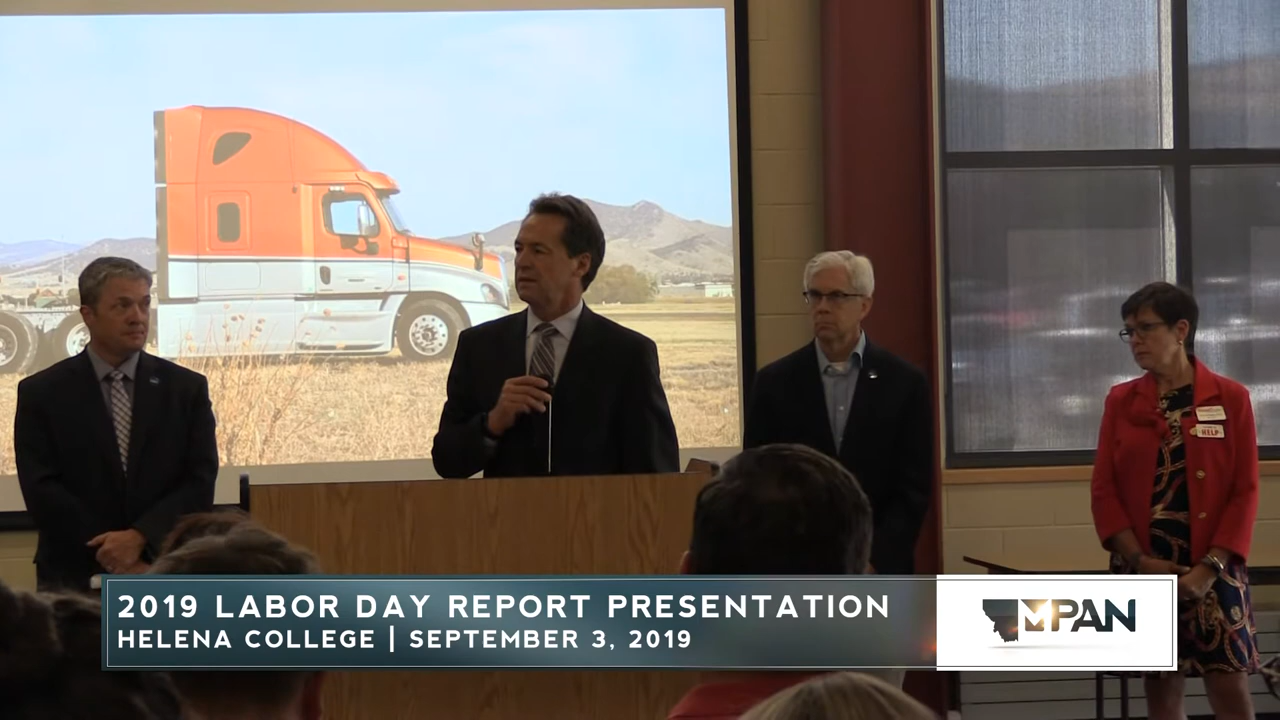 HELP
2019 LABOR DAY REPORT PRESENTATION
HELENA COLLEGE | SEPTEMBER 3, 2019
MPAN